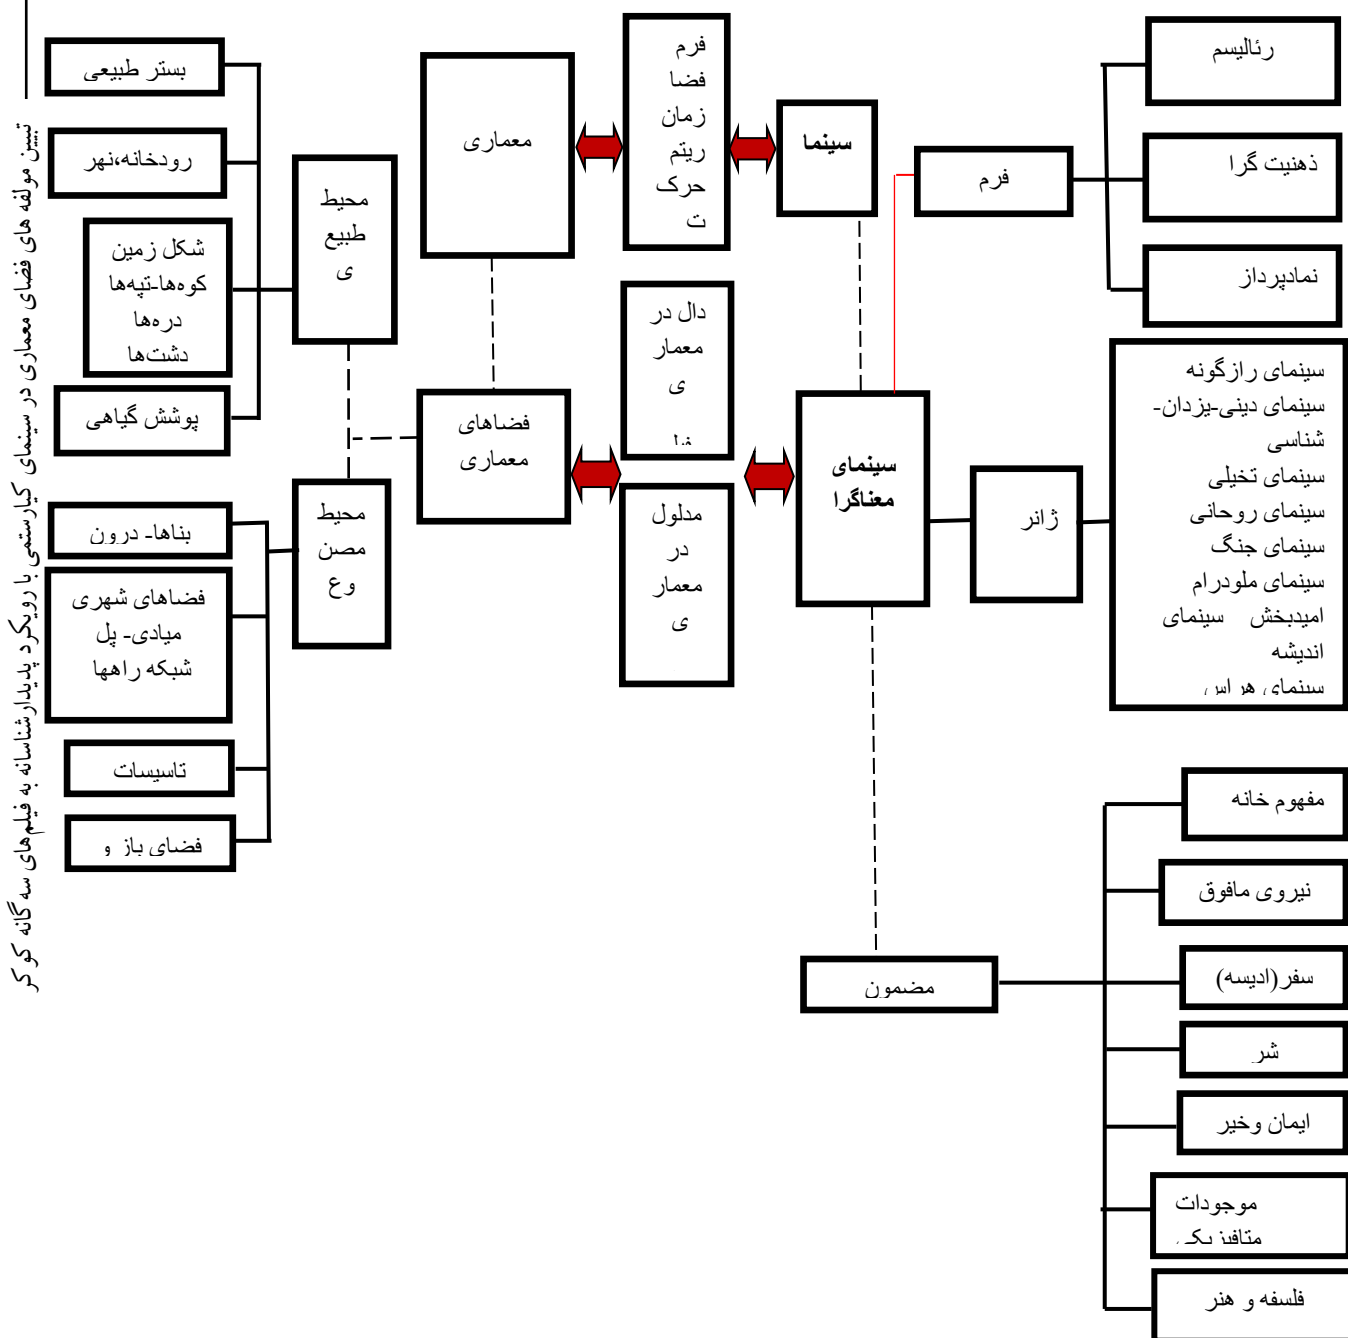 رئالیسم
ذهنیت گرا
نمادپرداز
فرم
سینما
فرم
فضا
زمان
ریتم
حرک
ت
معماری
بستر طبیعی
رودخانه،نهر
شکل زمین
کوه‌ها-تپه‌ها
دره‌ها
دشت‌ها
پوشش گیاهی
محیط
طبیع
ی
سینمای رازگونه
سینمای دینی-یزدان-
شناسی
سینمای تخیلی
سینمای روحانی
سینمای جنگ
سینمای ملودرام
امیدبخش سینمای
اندیشه
سینمای هراس
ژانر
سینمای
معناگرا
دال در
معمار
ی
مدلول
در
معمار
ی
فضاهای
معماری
محیط
مصن
وع
بناها- درون
فضاهای شهری
میادی- پل
شبکه راهها
تاسیسات
فضای باز و
مفهوم خانه
نیروی مافوق
سفر(ادیسه)
شر
ایمان وخیر
موجودات
متافیزیکی
فلسفه و هنر
مضمون
تبیین مولفه های فضای معماری در سینمای کیارستمی با رویکرد پدیدارشناسانه به فیلم‌های سه گانه کوکر